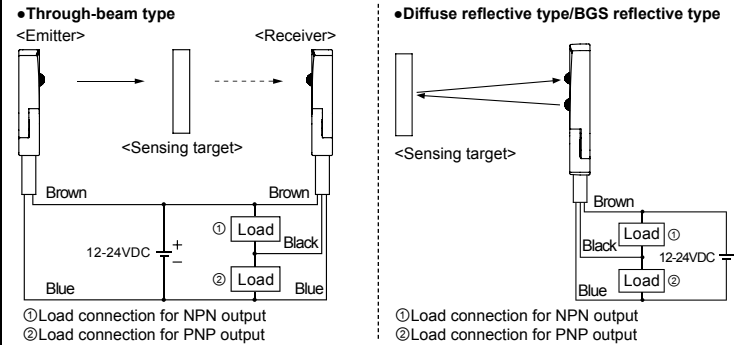 ●Through-beam type
<Emitter>
<Receiver>
<Sensing target>
Brown
Brown
① Load
Black
12-24VDC
+
−
② Load
Blue
Blue
①Load connection for NPN output
②Load connection for PNP output
●Diffuse reflective type/BGS reflective type
<Sensing target>
Brown
Load ①
Black
12-24VDC
Load ②
Blue
①Load connection for NPN output
②Load connection for PNP output